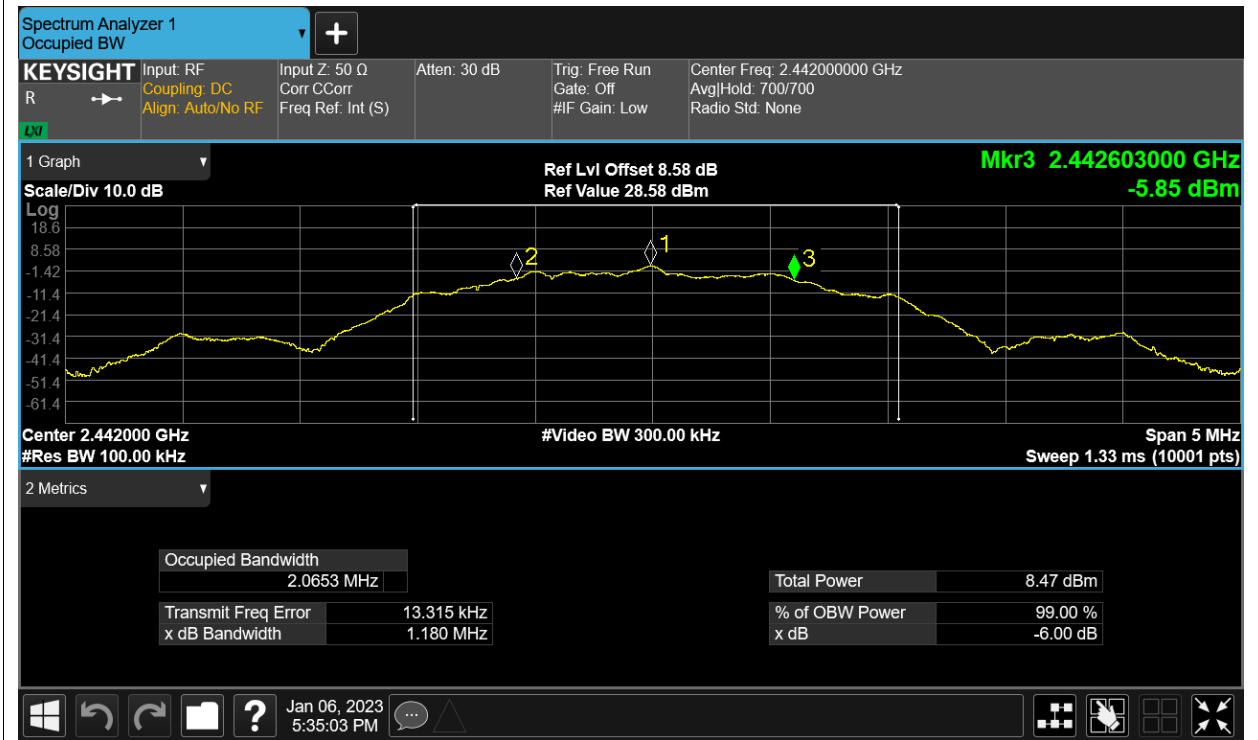 Spectrum Analyzer 1
Occupied BW
KEYSIGHT
R
LXI
Input: RF
Coupling: DC
Align: Auto/No RF
Input Z: 50 Ω
Corr CCorr
Freq Ref: Int (S)
Atten: 30 dB
Trig: Free Run
Gate: Off
#IF Gain: Low
Center Freq: 2.442000000 GHz
Avg|Hold: 700/700
Radio Std: None
1 Graph
Scale/Div 10.0 dB
Ref Lvl Offset 8.58 dB
Ref Value 28.58 dBm
Mkr3 2.442603000 GHz
-5.85 dBm
Log
18.6
8.58
-1.42
-11.4
-21.4
-31.4
-41.4
-51.4
-61.4
2
1
3
Center 2.442000 GHz
#Video BW 300.00 kHz
Span 5 MHz
#Res BW 100.00 kHz
Sweep 1.33 ms (10001 pts)
2 Metrics
Occupied Bandwidth
2.0653 MHz
Total Power 8.47 dBm
Transmit Freq Error 13.315 kHz
% of OBW Power 99.00 %
x dB Bandwidth 1.180 MHz
x dB -6.00 dB
?
Jan 06, 2023
5:35:03 PM